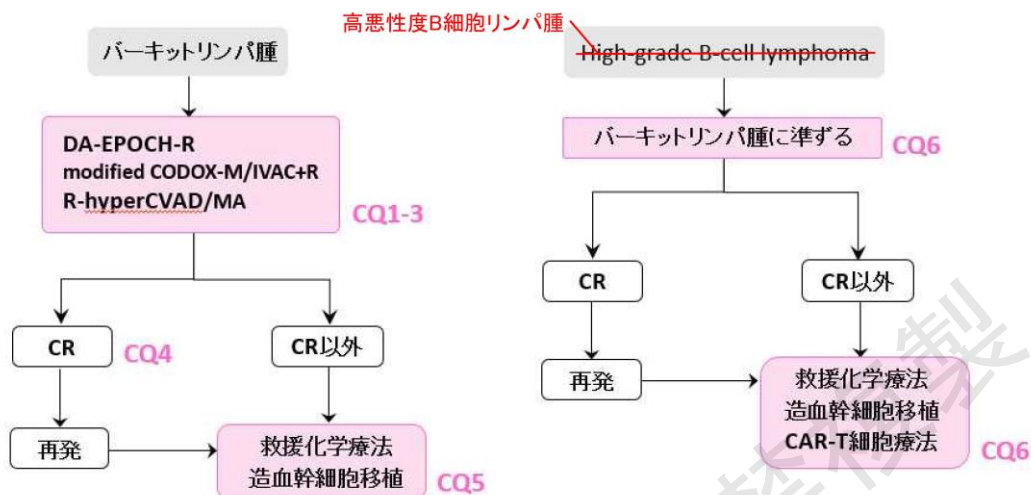 高悪性度B細胞リンパ腫
バーキットリンパ腫
High-grade B-cell lymphoma
DA-EPOCH-R
modified CODOX-M/IVAC+R
R-hyperCVAD/MA
CQ1-3
バーキットリンパ腫に準ずる
CQ6
CR
CQ4
CR以外
再発
救援化学療法
造血幹細胞移植
CQ5
CR
CR以外
再発
救援化学療法
造血幹細胞移植
CAR-T細胞療法
CQ6
禁複製